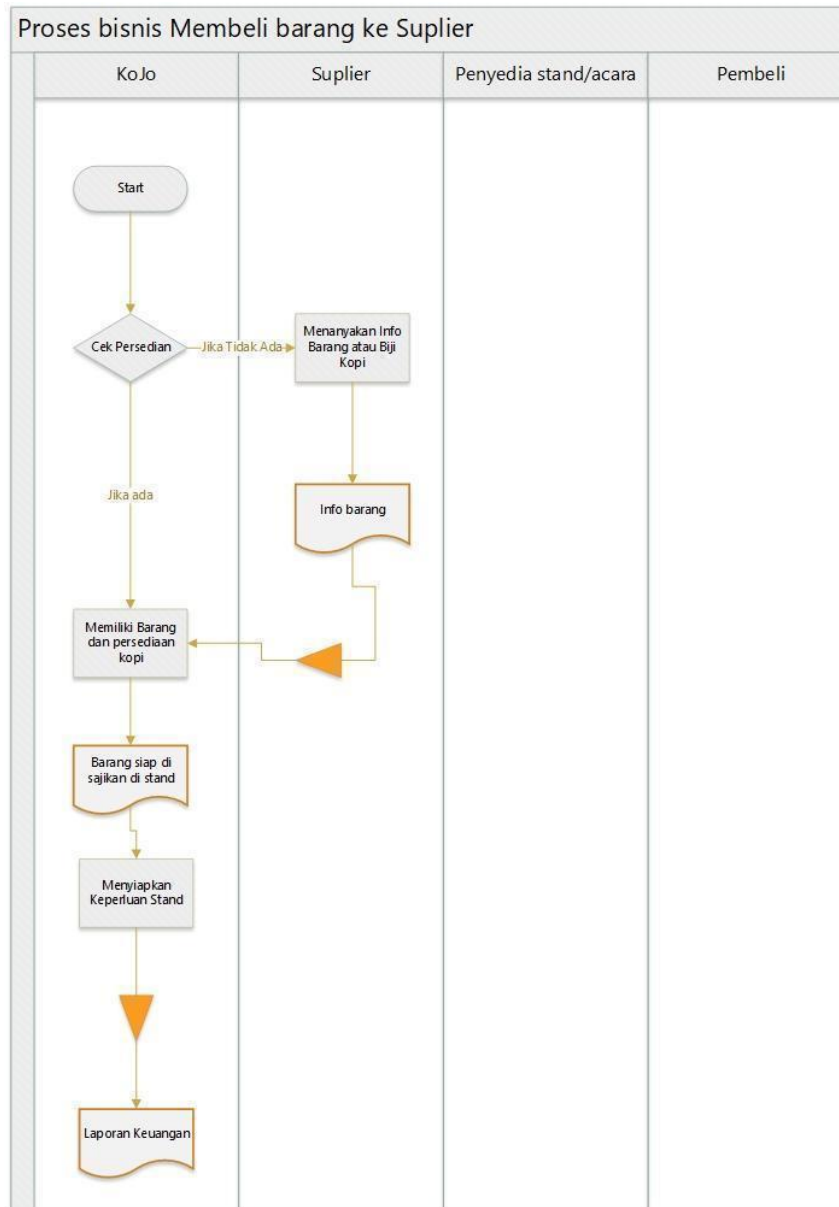 Proses bisnis Membeli barang ke Suplier
KoJo
Suplier
Penyedia stand/acara
Pembeli
Start
Cek Persedian
Jika Tidak Ada
Menanyakan Info
Barang atau Biji
Kopi
Jika ada
Info barang
Memiliki Barang
dan persediaan
kopi
Barang siap di
sajikan di stand
Menyiapkan
Keperluan Stand
Laporan Keuangan